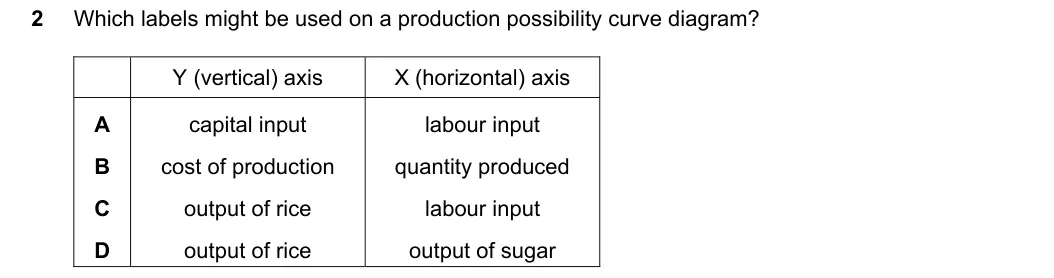 2 Which labels might be used on a production possibility curve diagram?
Y (vertical) axis X (horizontal) axis
A capital input labour input
B cost of production quantity produced
C output of rice labour input
D output of rice output of sugar